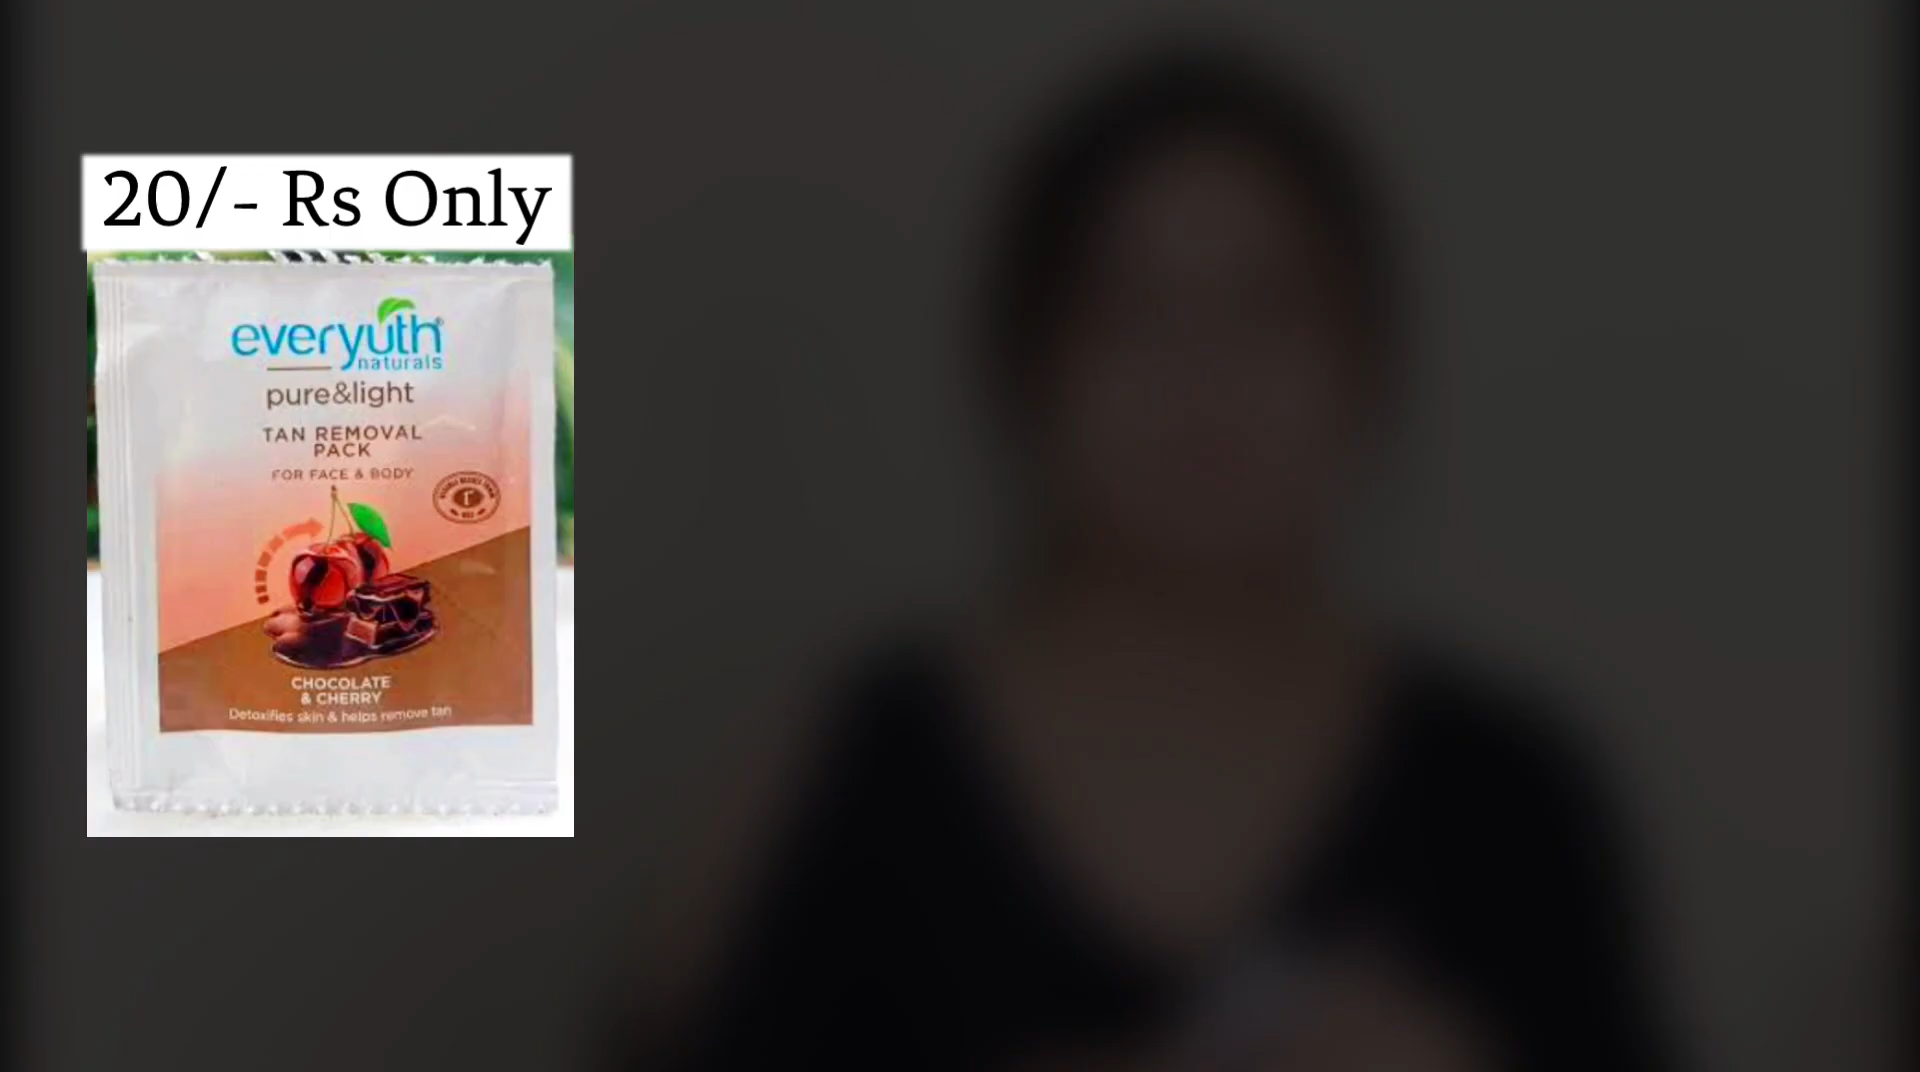 20/- Rs Only
everyuth®
naturals
pure&light
TAN REMOVAL
PACK
FOR FACE & BODY
CHOCOLATE
& CHERRY
Detoxifies skin & helps remove tan